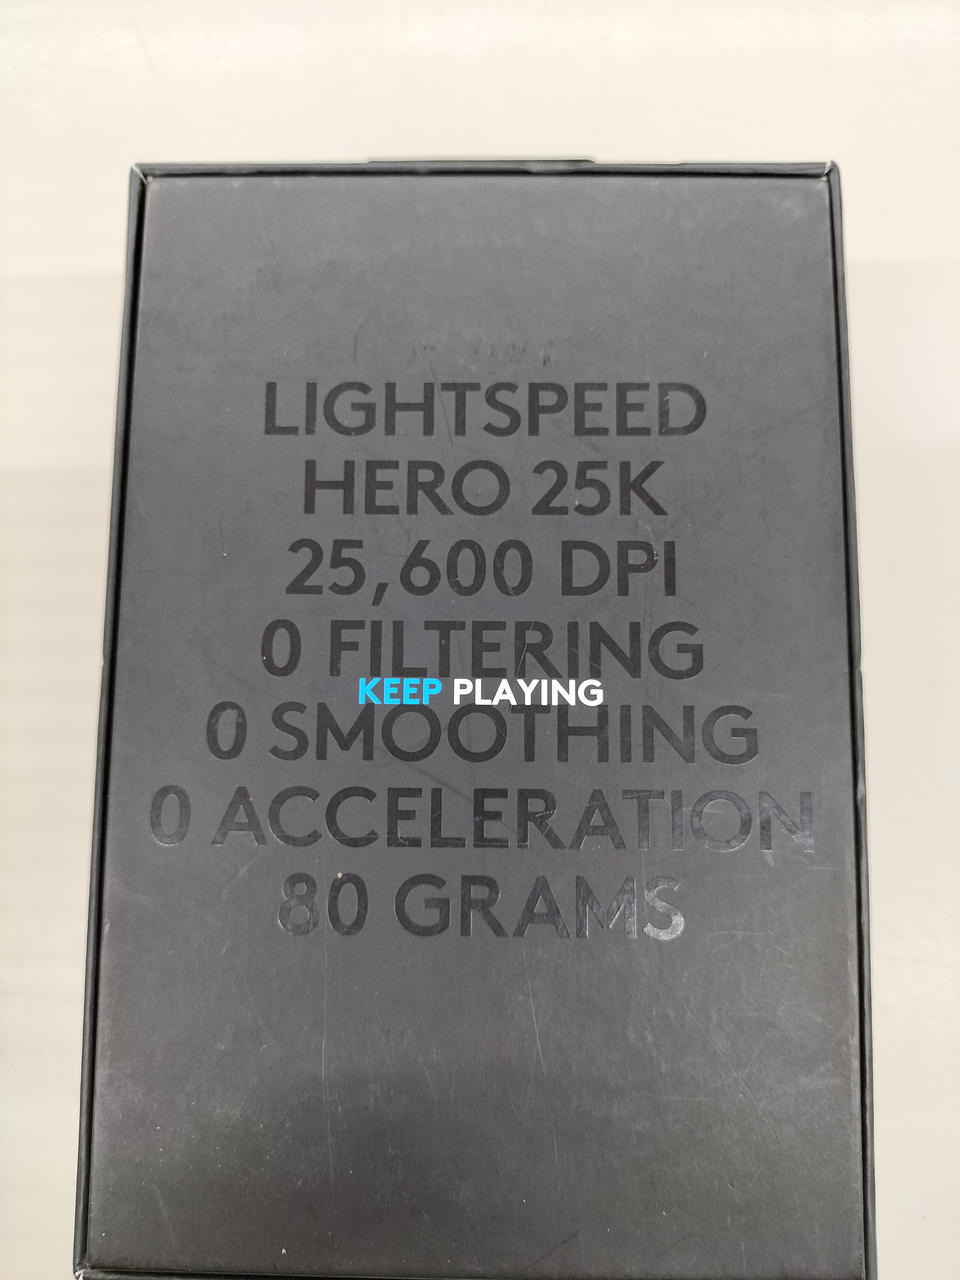 LIGHTSPEED
HERO 25K
25,600 DPI
0 FILTERING
KEEP PLAYING
0 SMOOTHING
0 ACCELERATION
80 GRAMS